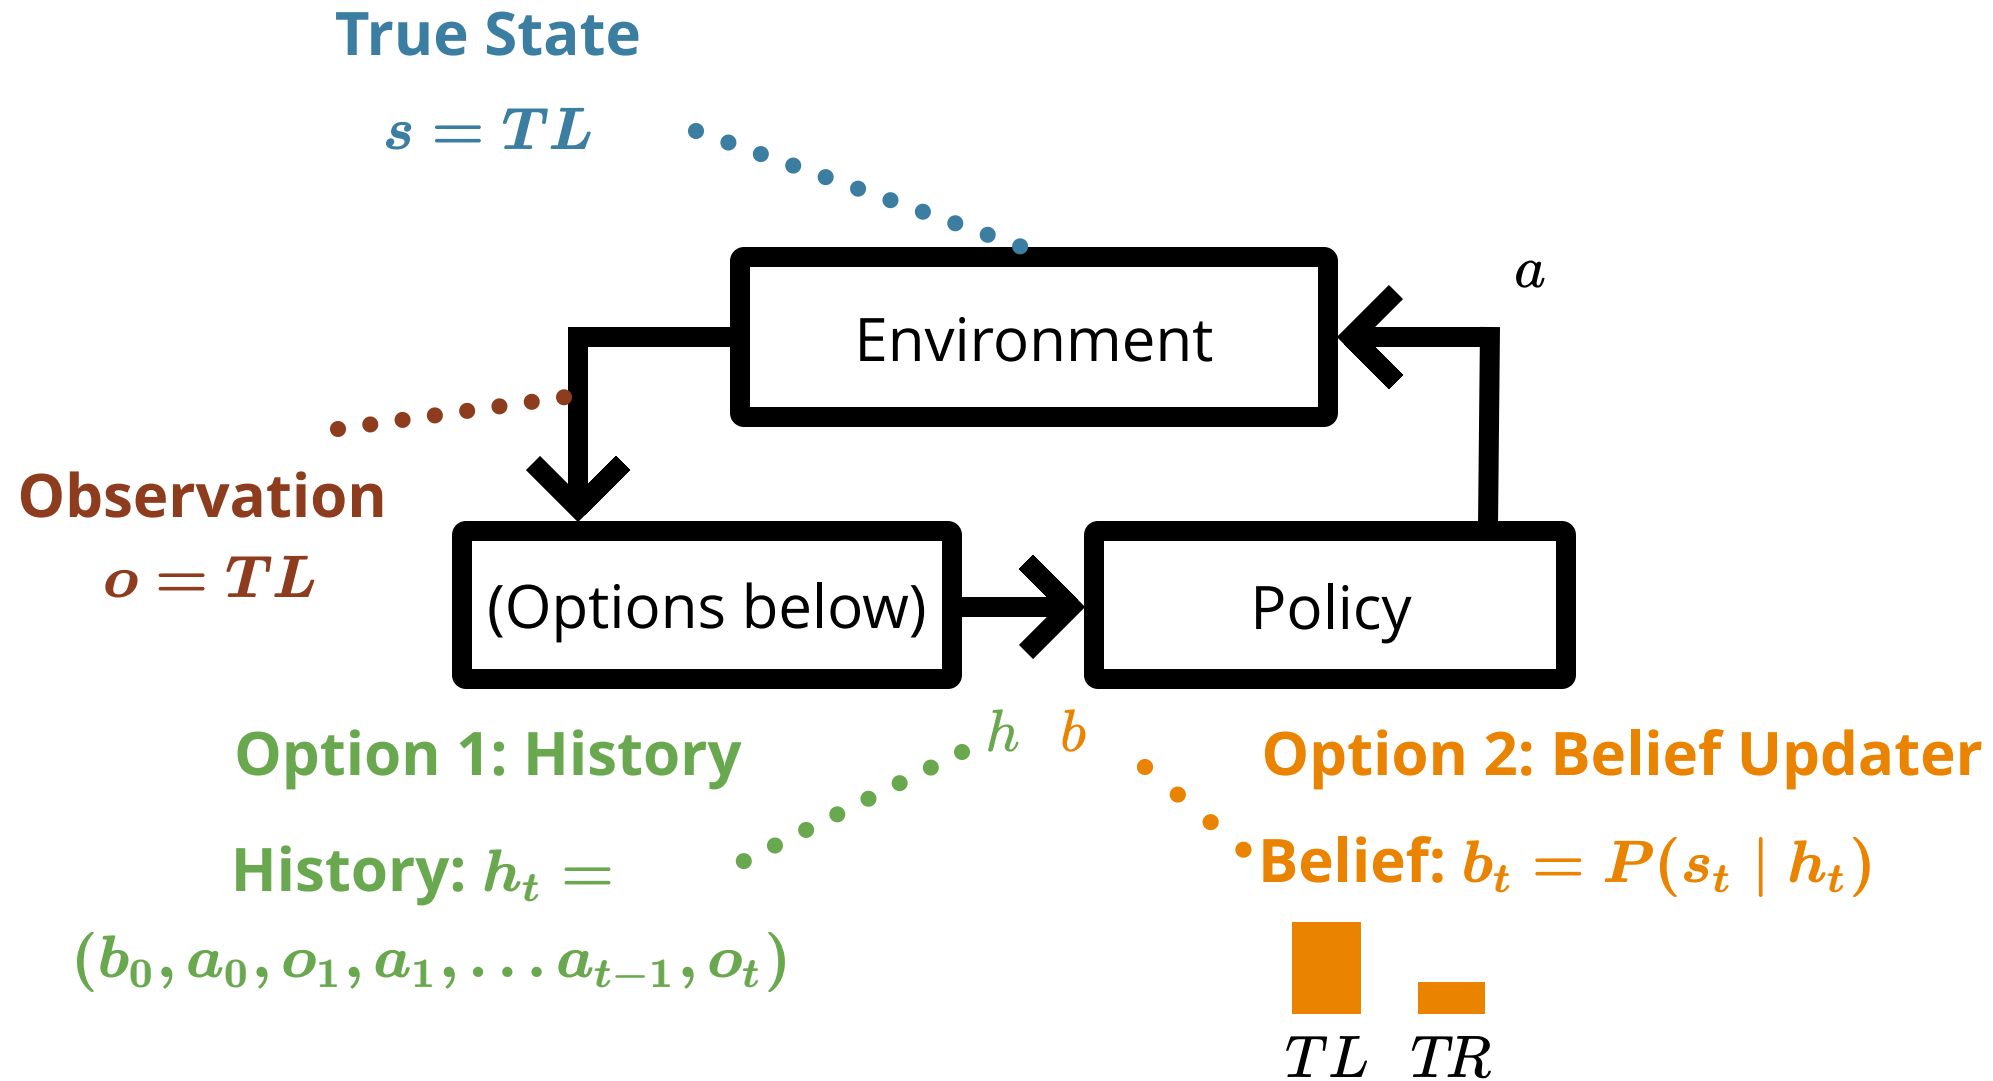 True State
s = TL
a
Environment
Observation
o = TL
(Options below)
Policy
h
b
Option 1: History
History: h_t =
(b_0, a_0, o_1, a_1, ... a_{t-1}, o_t)
Option 2: Belief Updater
Belief: b_t = P(s_t | h_t)
TL
TR